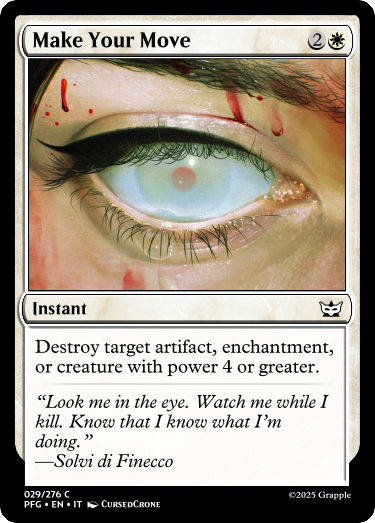 Make Your Move 2
Instant
Destroy target artifact, enchantment,
or creature with power 4 or greater.
“Look me in the eye. Watch me while I
kill. Know that I know what I’m
doing.”
—Solvi di Finecco
029/276 C
PFG • EN • IT CursedCrone
©2025 Grapple